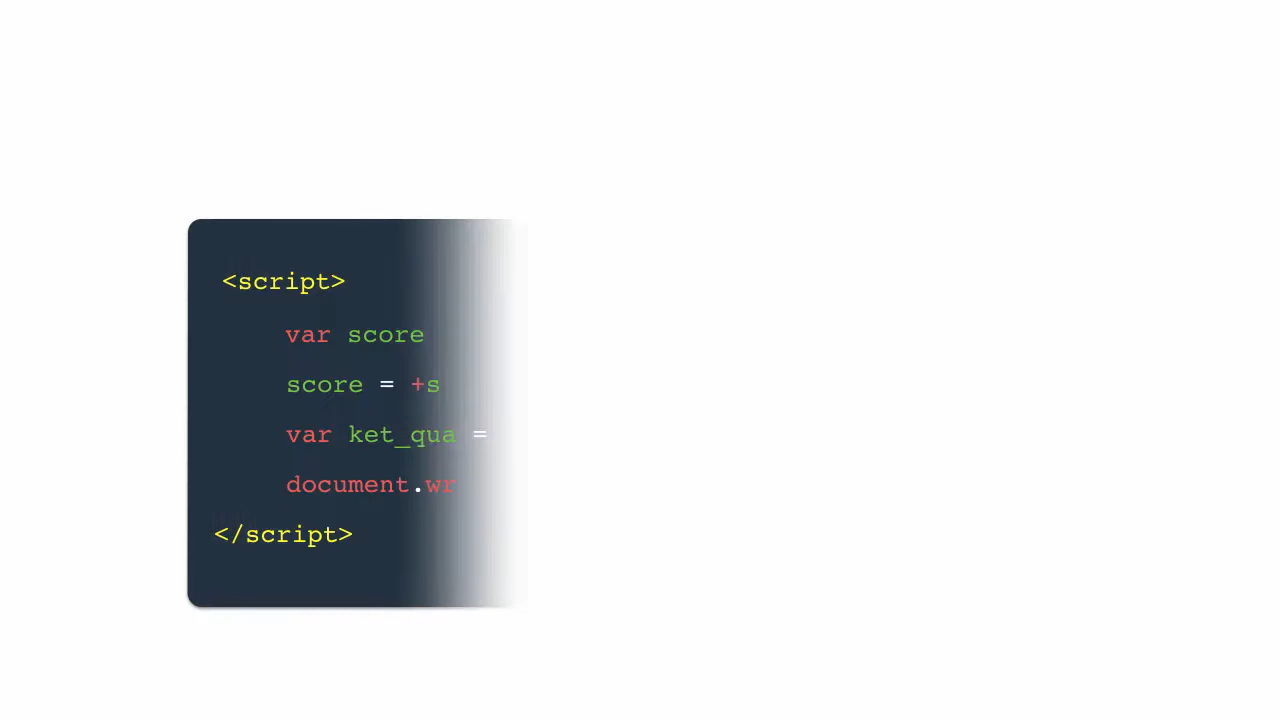 <script>
var score
score = +s
var ket_qua =
document.wr
</script>